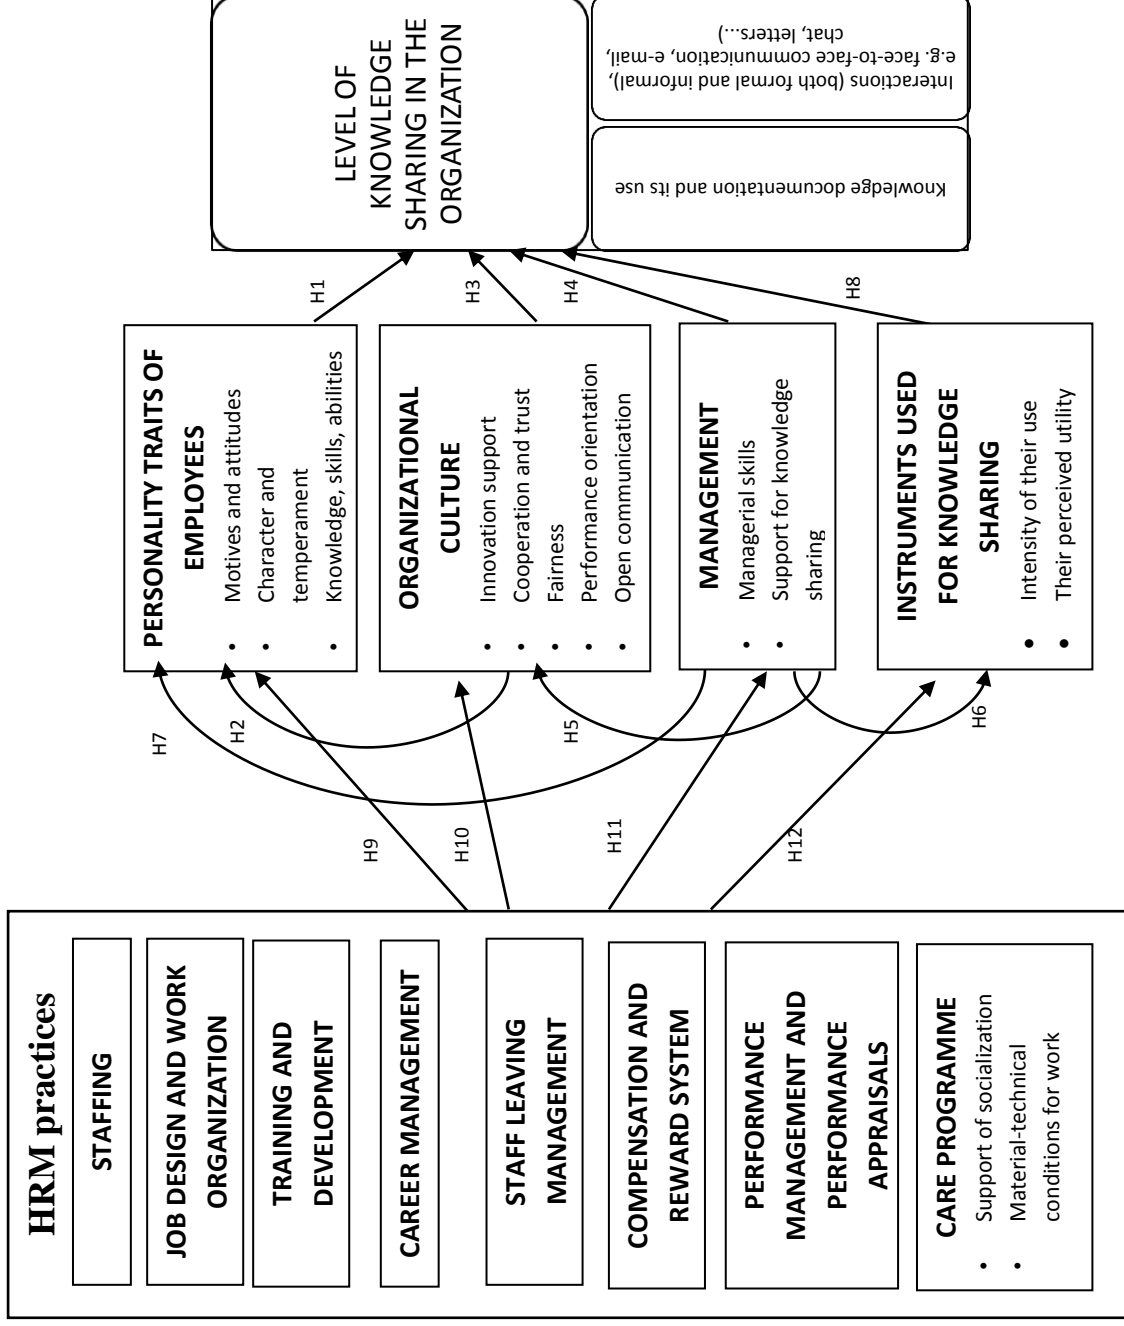 HRM practices
STAFFING
JOB DESIGN AND WORK
ORGANIZATION
TRAINING AND
DEVELOPMENT
CAREER MANAGEMENT
STAFF LEAVING
MANAGEMENT
COMPENSATION AND
REWARD SYSTEM
PERFORMANCE
MANAGEMENT AND
PERFORMANCE
APPRAISALS
CARE PROGRAMME
• Support of socialization
• Material-technical
conditions for work
H9
H10
H11
H12
H7
H2
H5
H6
PERSONALITY TRAITS OF
EMPLOYEES
• Motives and attitudes
• Character and
temperament
• Knowledge, skills, abilities
ORGANIZATIONAL
CULTURE
• Innovation support
• Cooperation and trust
• Fairness
• Performance orientation
• Open communication
MANAGEMENT
• Managerial skills
• Support for knowledge
sharing
INSTRUMENTS USED
FOR KNOWLEDGE
SHARING
• Intensity of their use
• Their perceived utility
H1
H3
H4
H8
LEVEL OF
KNOWLEDGE
SHARING IN THE
ORGANIZATION
Knowledge documentation and its use
Interactions (both formal and informal),
e.g. face-to-face communication, e-mail,
chat, letters...)